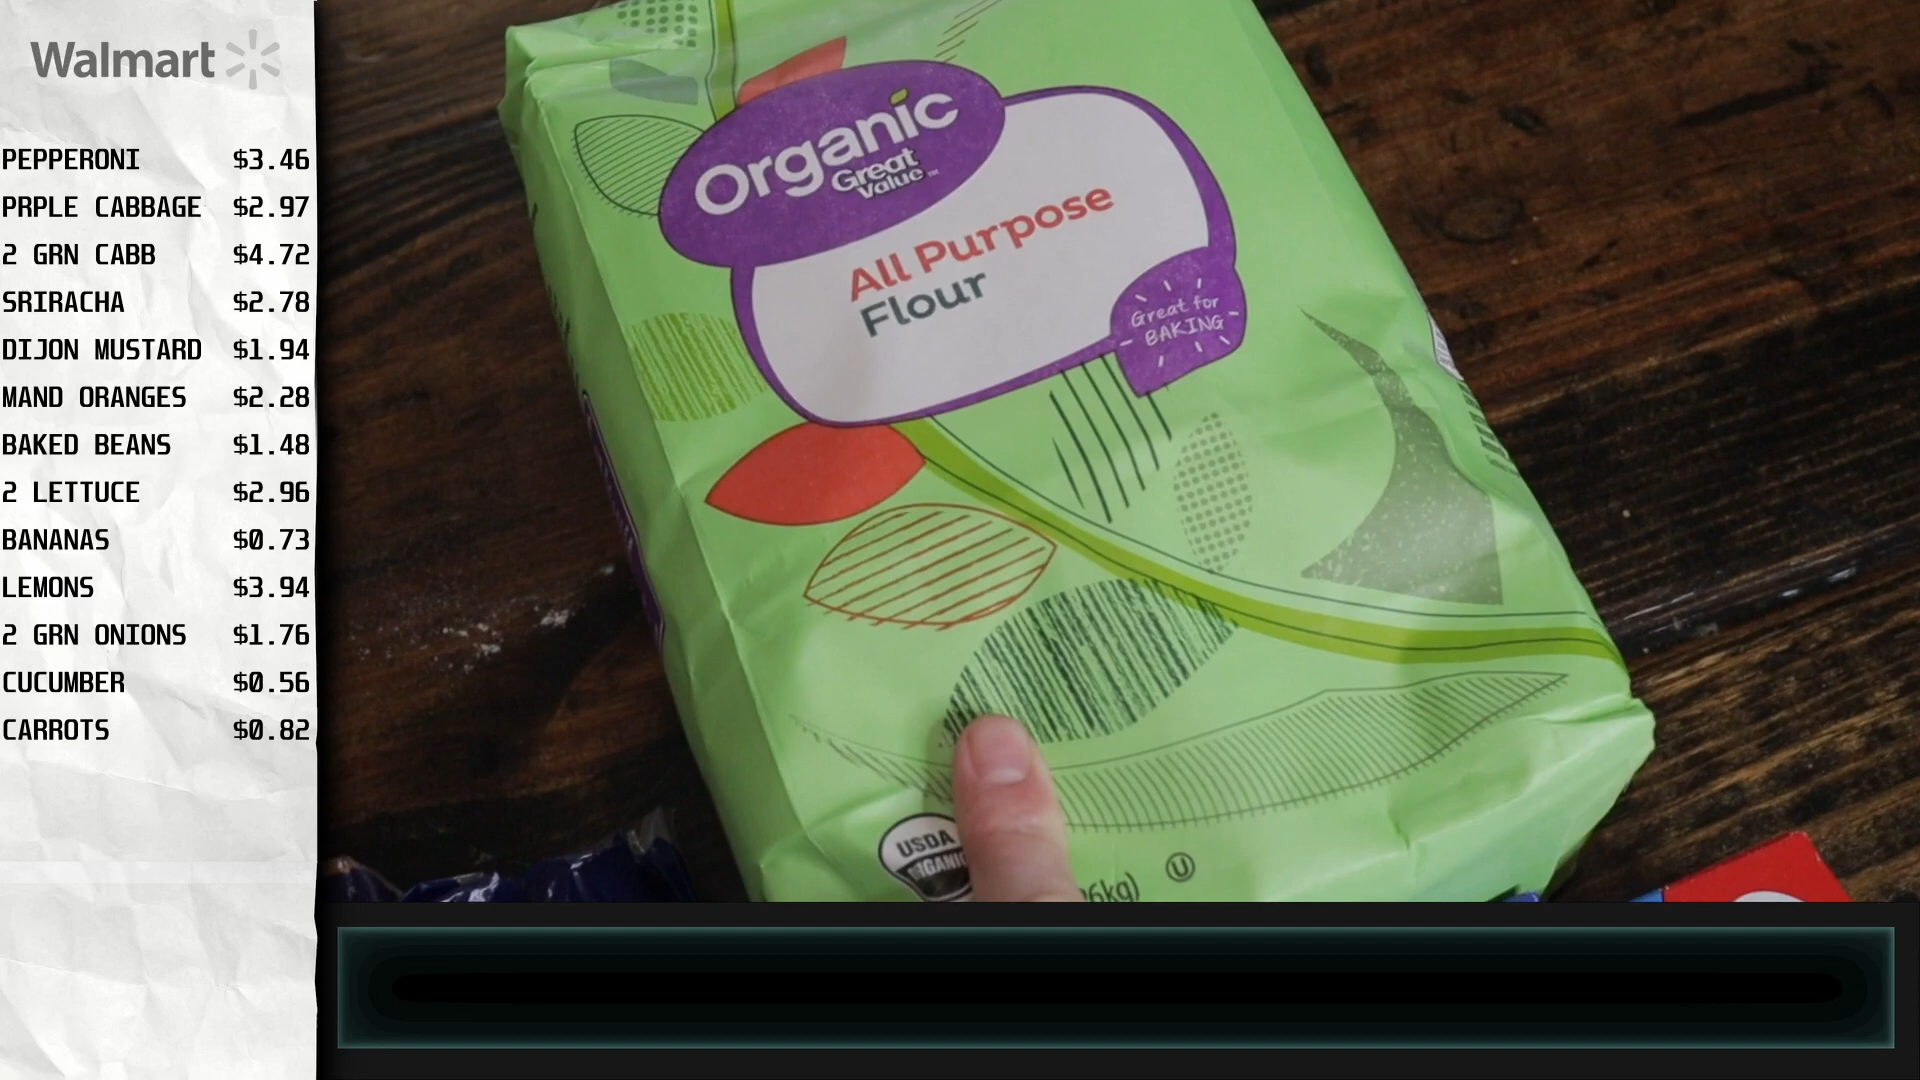 Walmart
PEPPERONI $3.46
PRPLE CABBAGE $2.97
2 GRN CABB $4.72
SRIRACHA $2.78
DIJON MUSTARD $1.94
MAND ORANGES $2.28
BAKED BEANS $1.48
2 LETTUCE $2.96
BANANAS $0.73
LEMONS $3.94
2 GRN ONIONS $1.76
CUCUMBER $0.56
CARROTS $0.82
Organic
Great
Value™
All Purpose
Flour
Great for
BAKING
USDA
ORGANIC
U